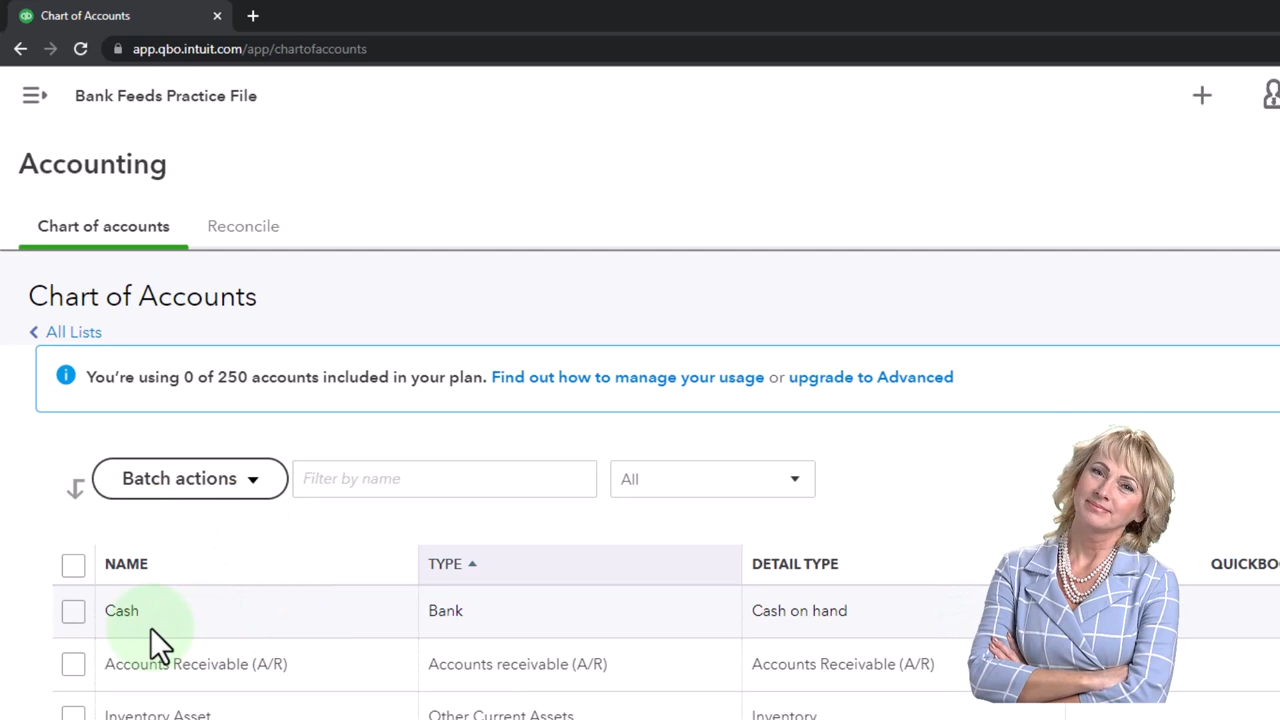 Chart of Accounts
app.qbo.intuit.com/app/chartofaccounts
Bank Feeds Practice File
Accounting
Chart of accounts Reconcile
Chart of Accounts
All Lists
You're using 0 of 250 accounts included in your plan. Find out how to manage your usage or upgrade to Advanced
Batch actions Filter by name All
NAME TYPE DETAIL TYPE QUICKBO
Cash Bank Cash on hand
Accounts Receivable (A/R) Accounts receivable (A/R) Accounts Receivable (A/R)
Inventory Asset Other Current Assets Inventory